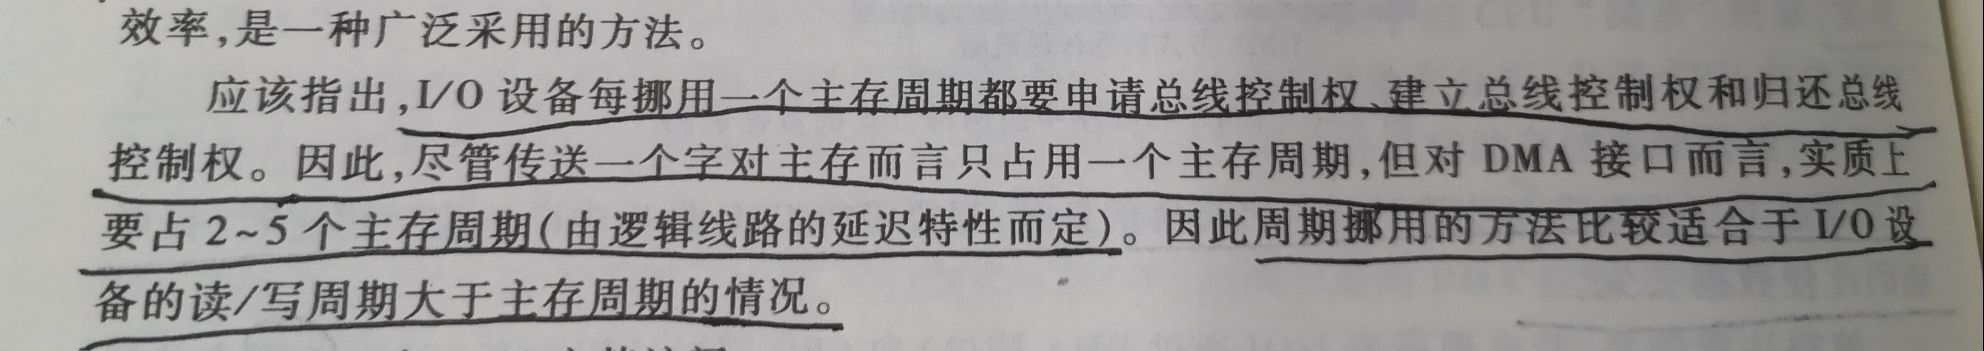 效率,是一种广泛采用的方法。
应该指出,I/O 设备每挪用一个主存周期都要申请总线控制权、建立总线控制权和归还总线
控制权。因此,尽管传送一个字对主存而言只占用一个主存周期,但对 DMA 接口而言,实质上
要占 2~5 个主存周期(由逻辑线路的延迟特性而定)。因此周期挪用的方法比较适合于 I/O 设
备的读/写周期大于主存周期的情况。